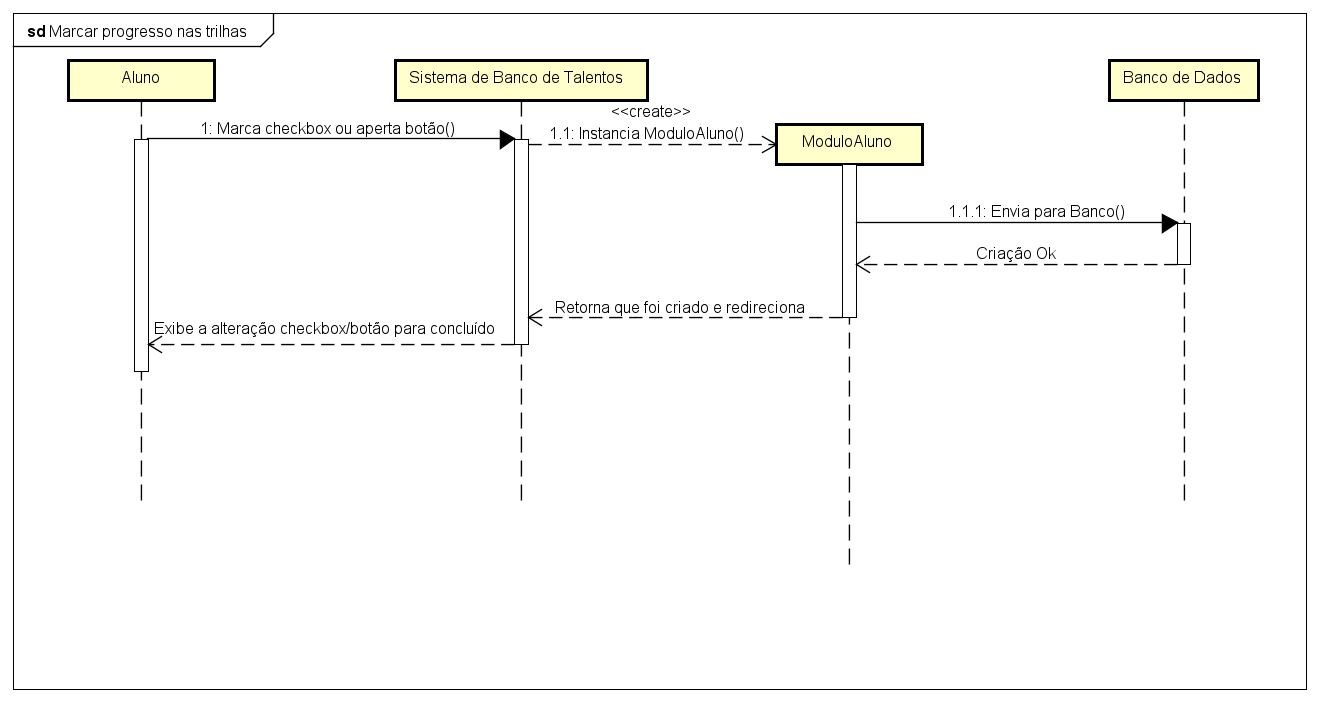 sd Marcar progresso nas trilhas
Aluno
Sistema de Banco de Talentos
Banco de Dados
<<create>>
1: Marca checkbox ou aperta botão()
1.1: Instancia ModuloAluno()
ModuloAluno
1.1.1: Envia para Banco()
Criação Ok
Retorna que foi criado e redireciona
Exibe a alteração checkbox/botão para concluído